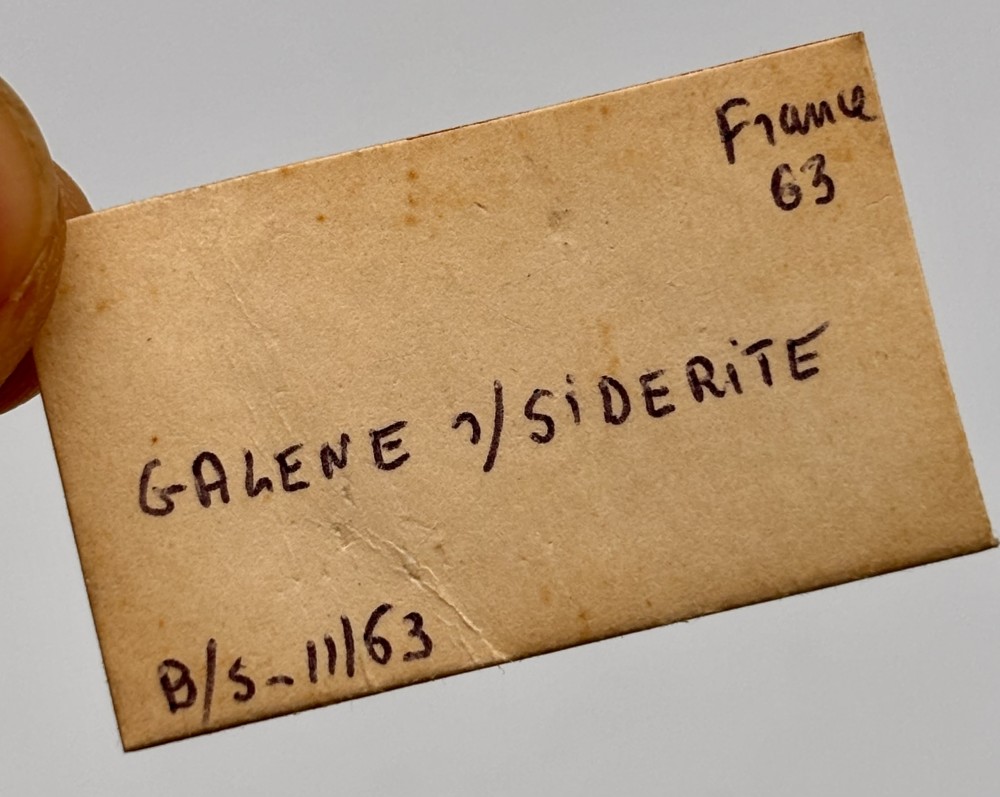 France
63
GALENE s/SiDERiTE
B/s-11/63